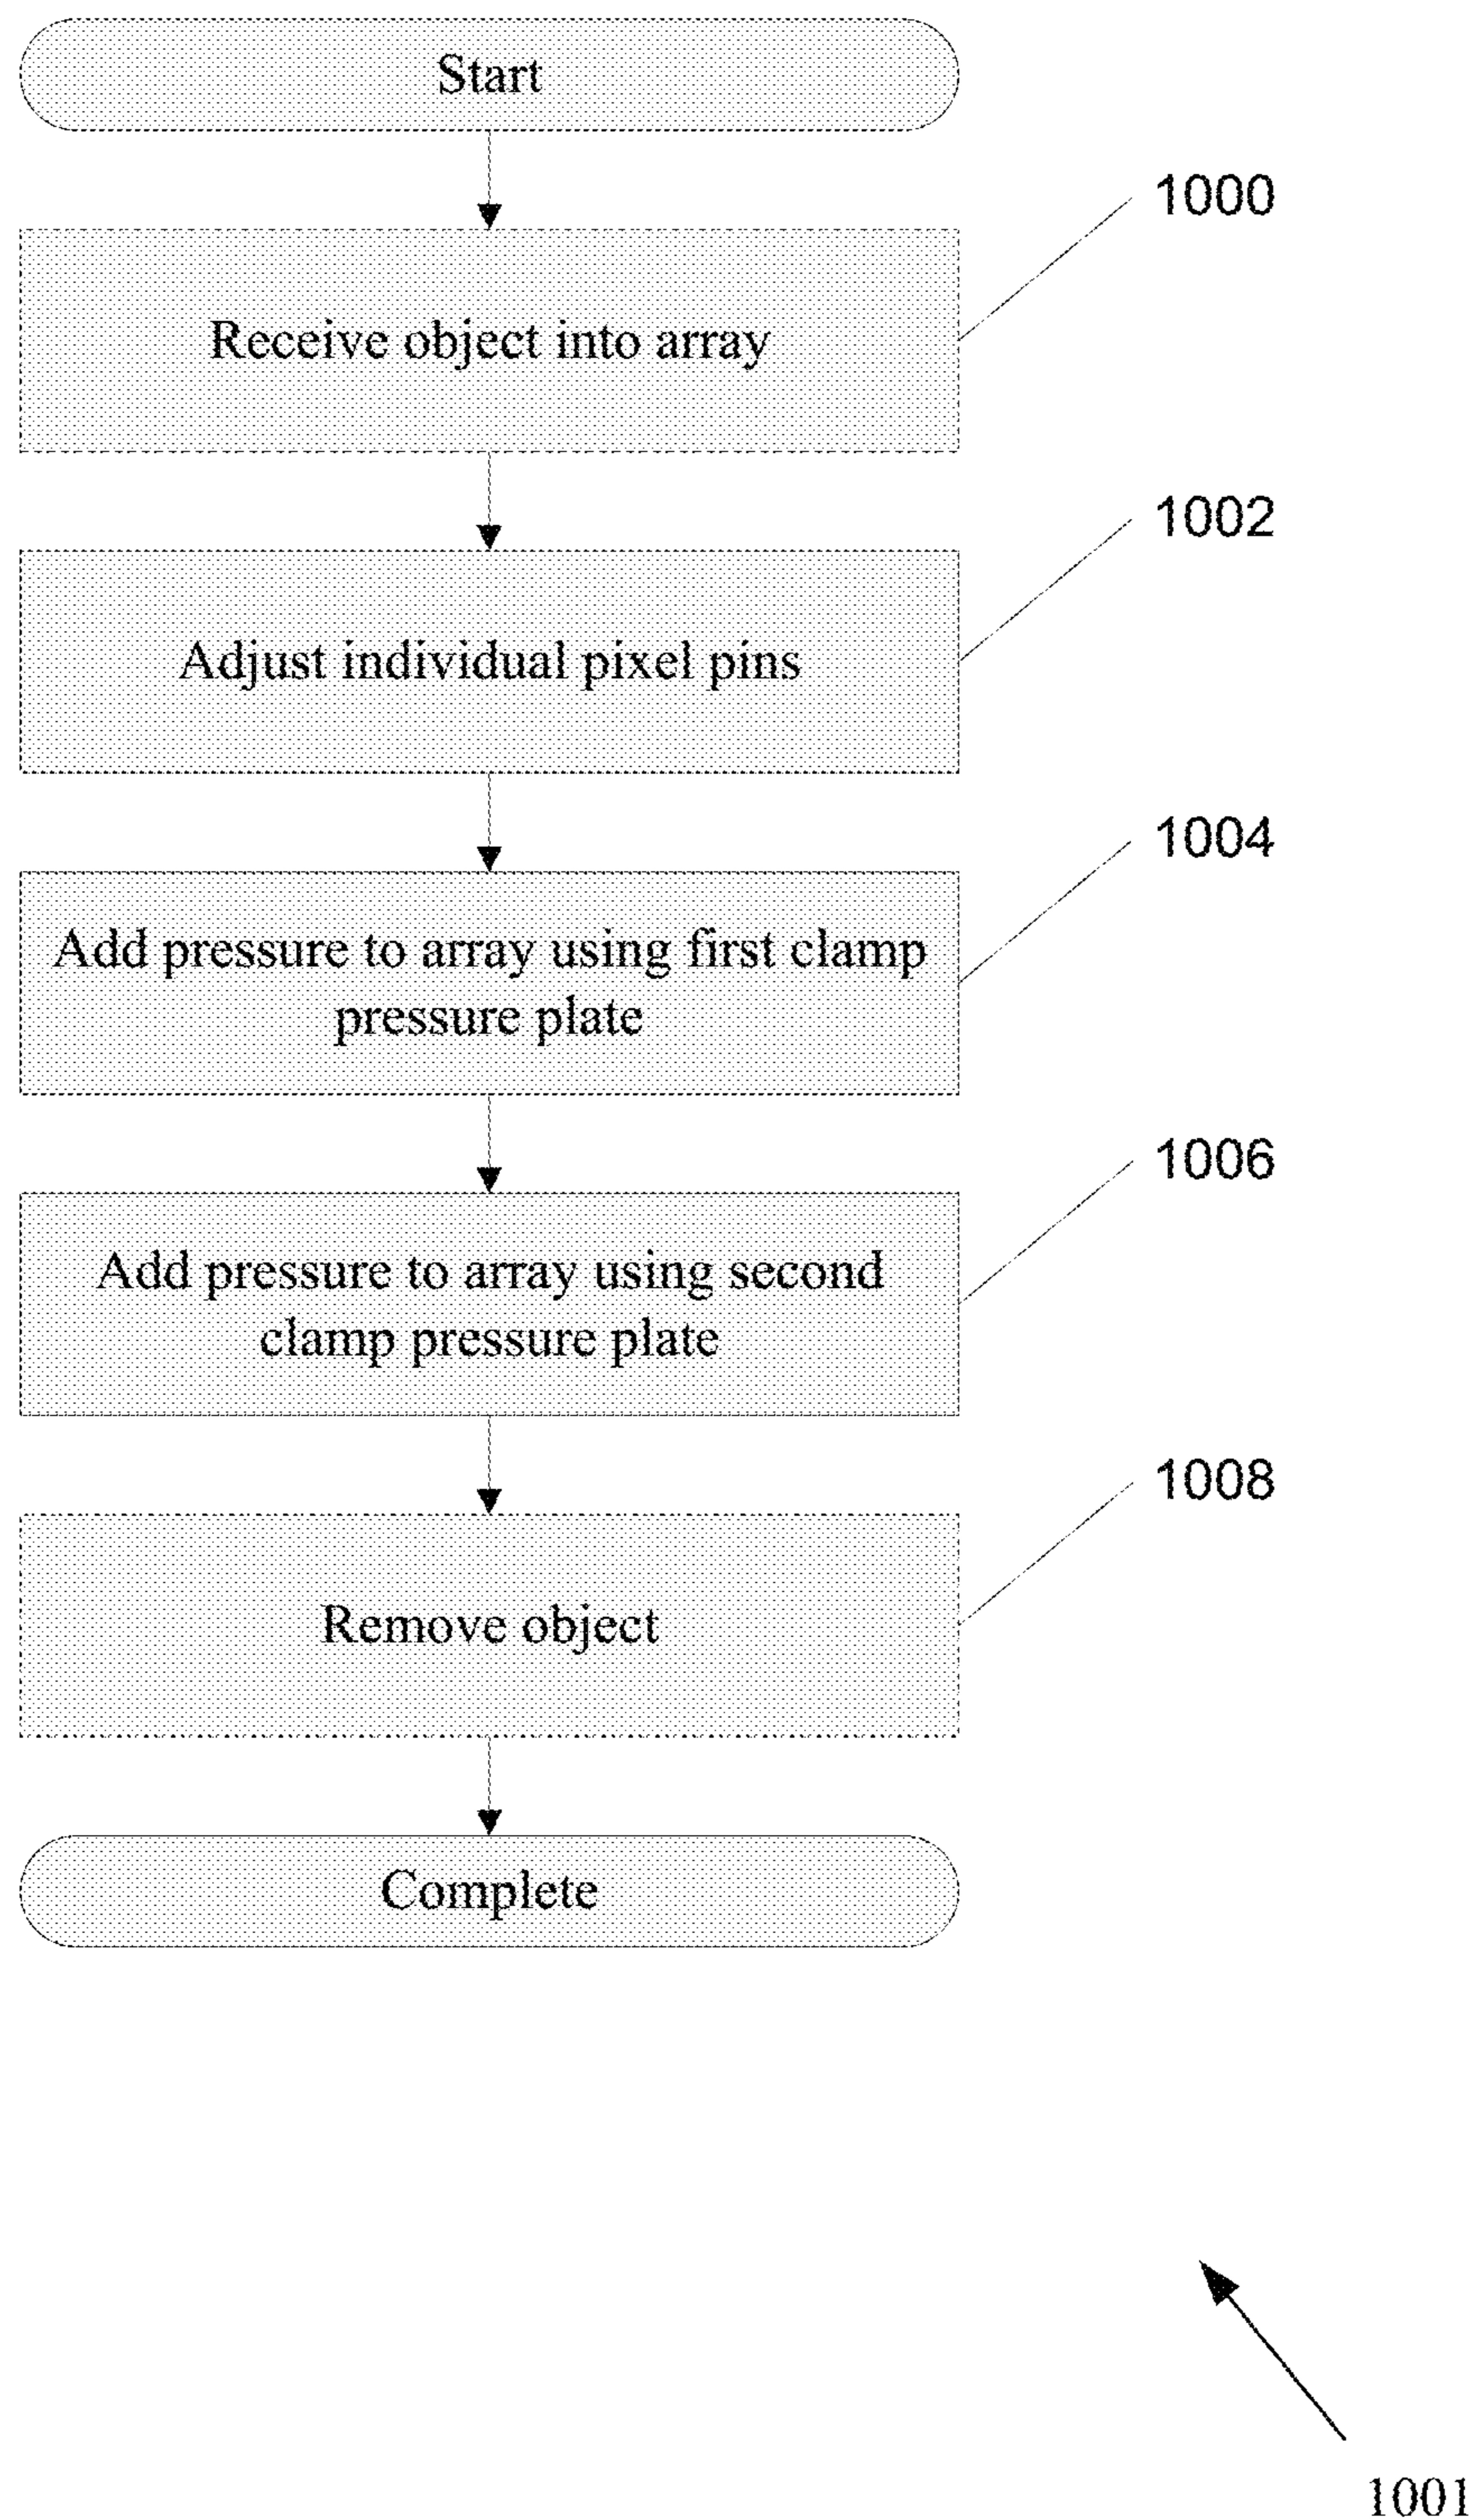 Start
1000
Receive object into array
1002
Adjust individual pixel pins
1004
Add pressure to array using first clamp
pressure plate
1006
Add pressure to array using second
clamp pressure plate
1008
Remove object
Complete
1001